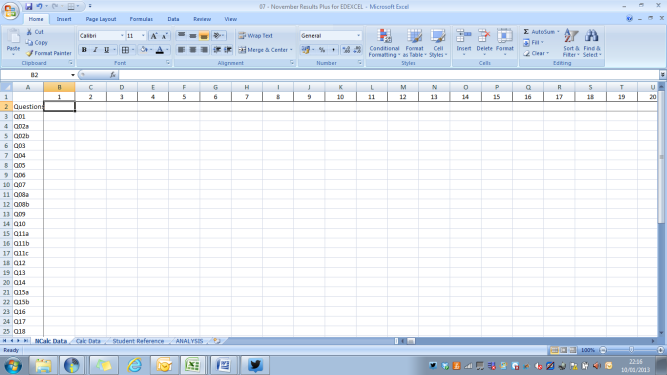 07 - November Results Plus for EDEXCEL - Microsoft Excel
Home Insert Page Layout Formulas Data Review View
Cut
Copy
Format Painter
Paste
Clipboard
Calibri 11
B I U
Font
Wrap Text
Merge & Center
Alignment
General
Number
Conditional Formatting
Format as Table
Cell Styles
Styles
Insert Delete Format
Cells
AutoSum
Fill
Clear
Sort & Filter
Find & Select
Editing
B2 fx
A B C D E F G H I J K L M N O P Q R S T U
1 1 2 3 4 5 6 7 8 9 10 11 12 13 14 15 16 17 18 19 20
2 Questions
3 Q01
4 Q02a
5 Q02b
6 Q03
7 Q04
8 Q05
9 Q06
10 Q07
11 Q08a
12 Q08b
13 Q09
14 Q10
15 Q11a
16 Q11b
17 Q11c
18 Q12
19 Q13
20 Q14
21 Q15a
22 Q15b
23 Q16
24 Q17
25 Q18
NCalc Data Calc Data Student Reference ANALYSIS
Ready 100%
22:16
10/01/2013